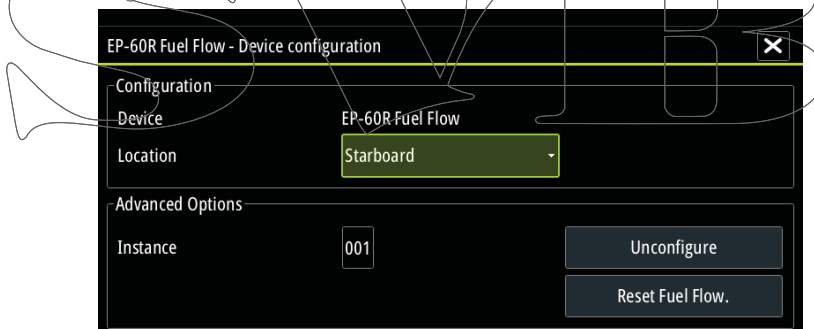 EP-60R Fuel Flow - Device configuration
Configuration
Device EP-60R Fuel Flow
Location Starboard
Advanced Options
Instance 001 Unconfigure
Reset Fuel Flow.